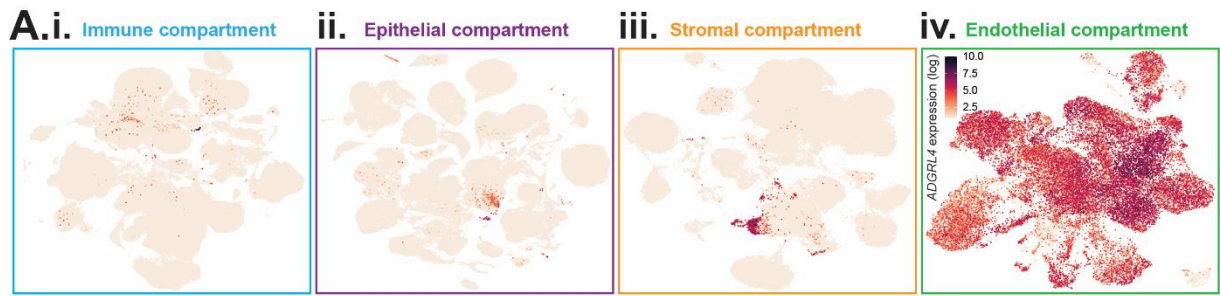 A.i. Immune compartment
ii. Epithelial compartment
iii. Stromal compartment
iv. Endothelial compartment
ADGRL4 expression (log)
10.0
7.5
5.0
2.5